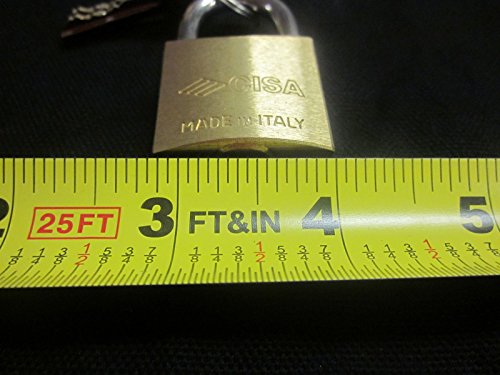 CISA
MADE IN ITALY
2 25FT 3 FT&IN 4 5
1/8 1/4 3/8 1/2 5/8 3/4 7/8 1/8 1/4 3/8 1/2 5/8 3/4 7/8 1/8 1/4 3/8 1/2 5/8 3/4 7/8